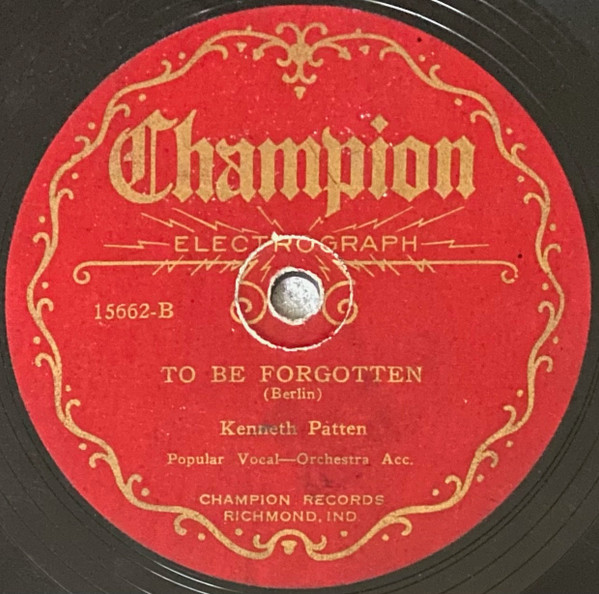 Champion
ELECTROGRAPH
15662-B
TO BE FORGOTTEN
(Berlin)
Kenneth Patten
Popular Vocal—Orchestra Acc.
CHAMPION RECORDS
RICHMOND, IND.